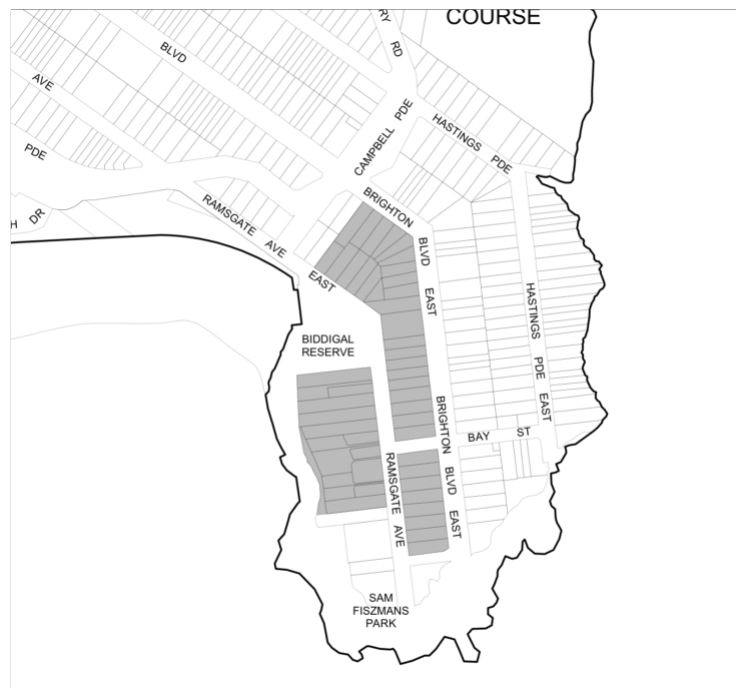 COURSE
RY RD
BLVD
AVE
PDE
CAMPBELL PDE
HASTINGS PDE
H DR
RAMSGATE AVE EAST
BRIGHTON BLVD EAST
HASTINGS PDE EAST
BIDDIGAL
RESERVE
BRIGHTON BLVD EAST
BAY ST
RAMSGATE AVE
SAM
FISZMANS
PARK